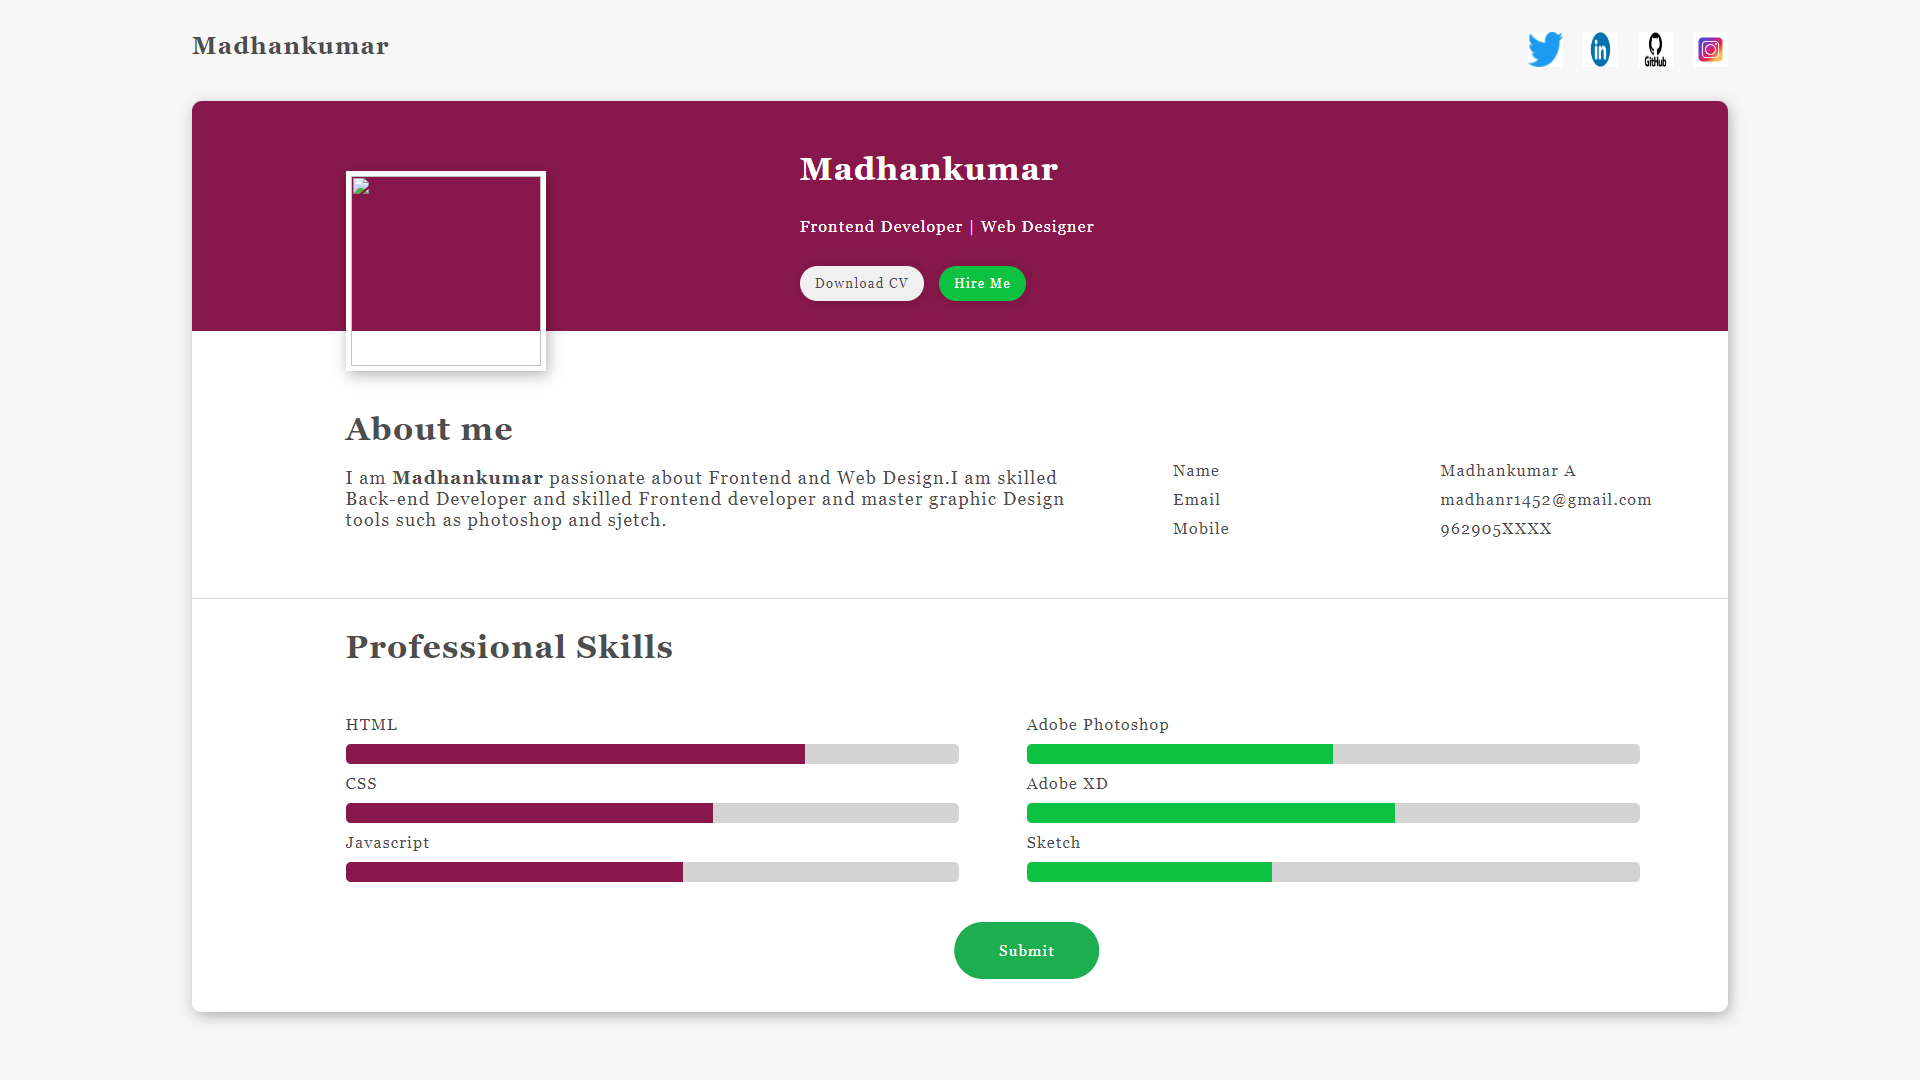 Madhankumar
in
GitHub
Madhankumar
Frontend Developer | Web Designer
Download CV
Hire Me
About me
I am Madhankumar passionate about Frontend and Web Design.I am skilled
Back-end Developer and skilled Frontend developer and master graphic Design
tools such as photoshop and sjetch.
Name
Madhankumar A
Email
madhanr1452@gmail.com
Mobile
962905XXXX
Professional Skills
HTML
Adobe Photoshop
CSS
Adobe XD
Javascript
Sketch
Submit